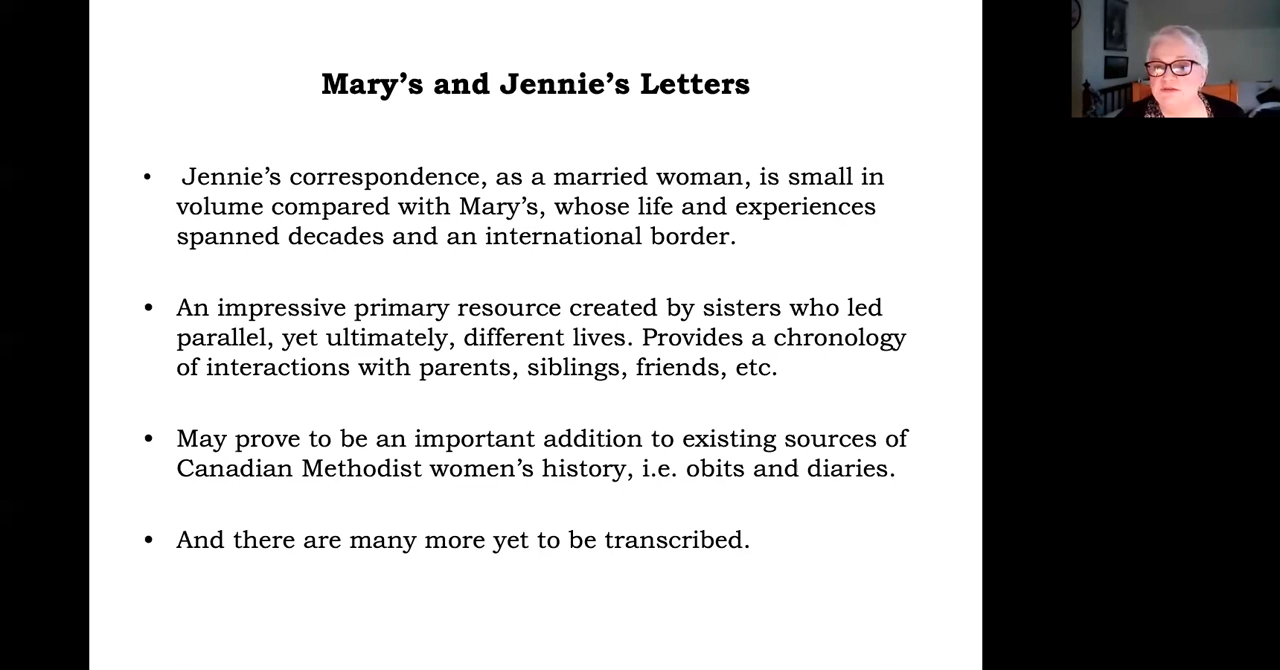 Mary’s and Jennie’s Letters
• Jennie’s correspondence, as a married woman, is small in
volume compared with Mary’s, whose life and experiences
spanned decades and an international border.
• An impressive primary resource created by sisters who led
parallel, yet ultimately, different lives. Provides a chronology
of interactions with parents, siblings, friends, etc.
• May prove to be an important addition to existing sources of
Canadian Methodist women’s history, i.e. obits and diaries.
• And there are many more yet to be transcribed.